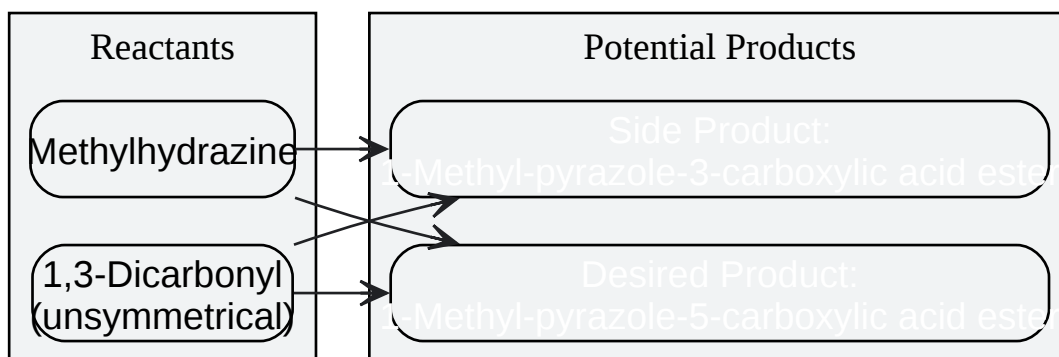 Reactants
Potential Products
Methylhydrazine
Side Product:
1-Methyl-pyrazole-3-carboxylic acid ester
1,3-Dicarbonyl
(unsymmetrical)
Desired Product:
1-Methyl-pyrazole-5-carboxylic acid ester